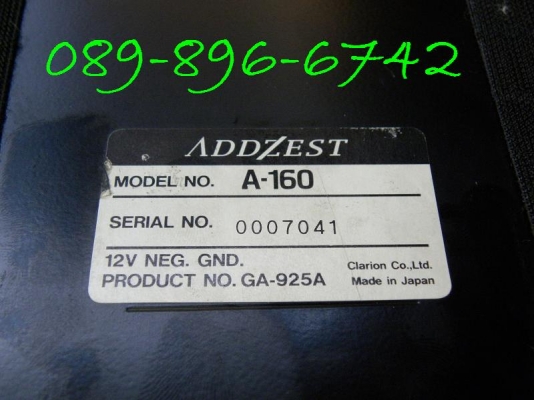 089-896-6742
ADDZEST
MODEL NO. A-160
SERIAL NO. 0007041
12V NEG. GND.
PRODUCT NO. GA-925A
Clarion Co.,Ltd.
Made in Japan